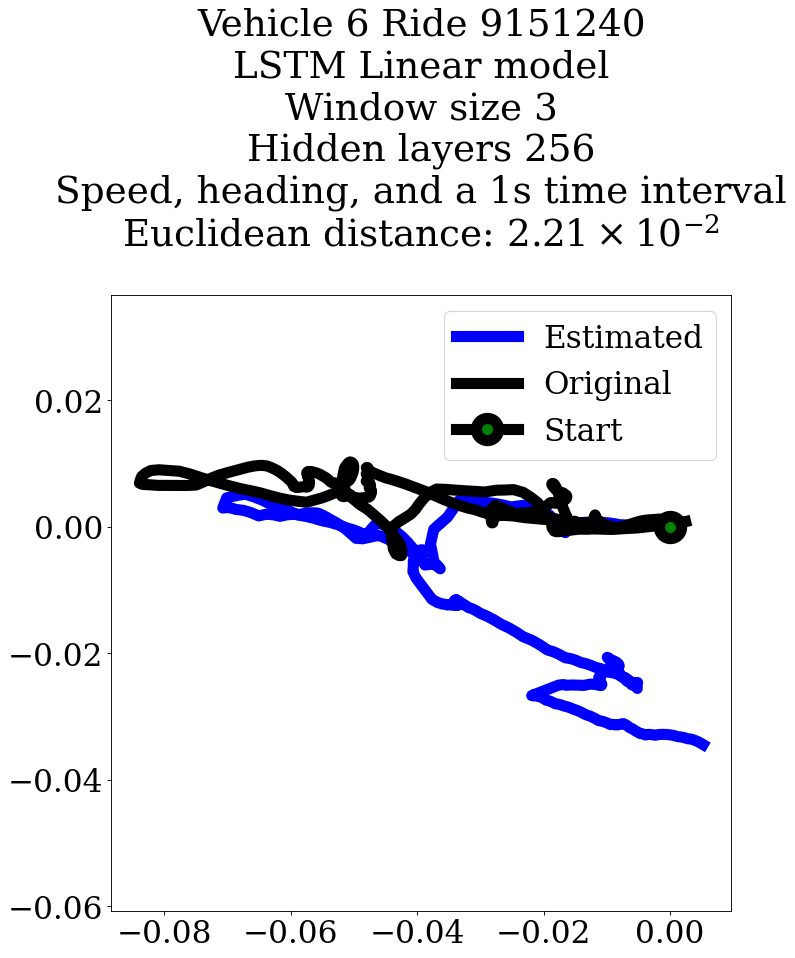 Vehicle 6 Ride 9151240
LSTM Linear model
Window size 3
Hidden layers 256
Speed, heading, and a 1s time interval
Euclidean distance: 2.21 × 10⁻²
Estimated
Original
Start
0.02
0.00
−0.02
−0.04
−0.06
−0.08 −0.06 −0.04 −0.02 0.00